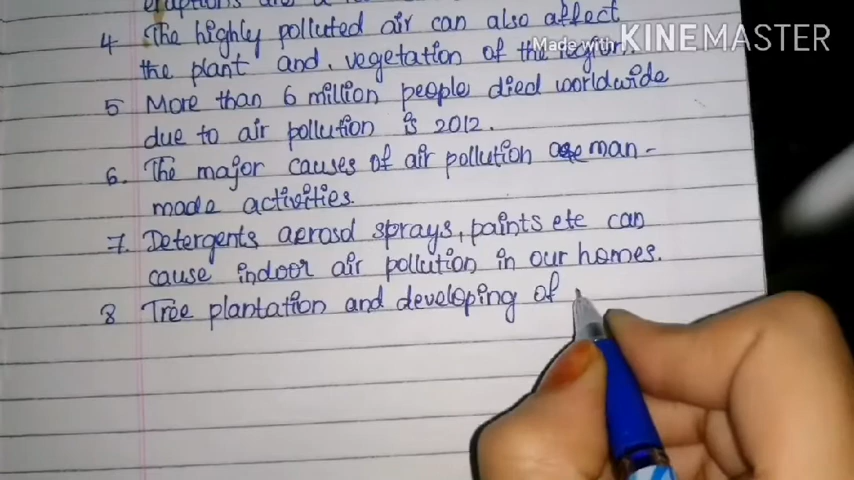 4 The highly polluted air can also affect
the plant and vegetation of the region.
5 More than 6 million people died worldwide
due to air pollution is 2012.
6. The major causes of air pollution are man-
made activities.
7. Detergents aerosol sprays, paints etc can
cause indoor air pollution in our homes.
8 Tree plantation and developing of
Made with KINEMASTER